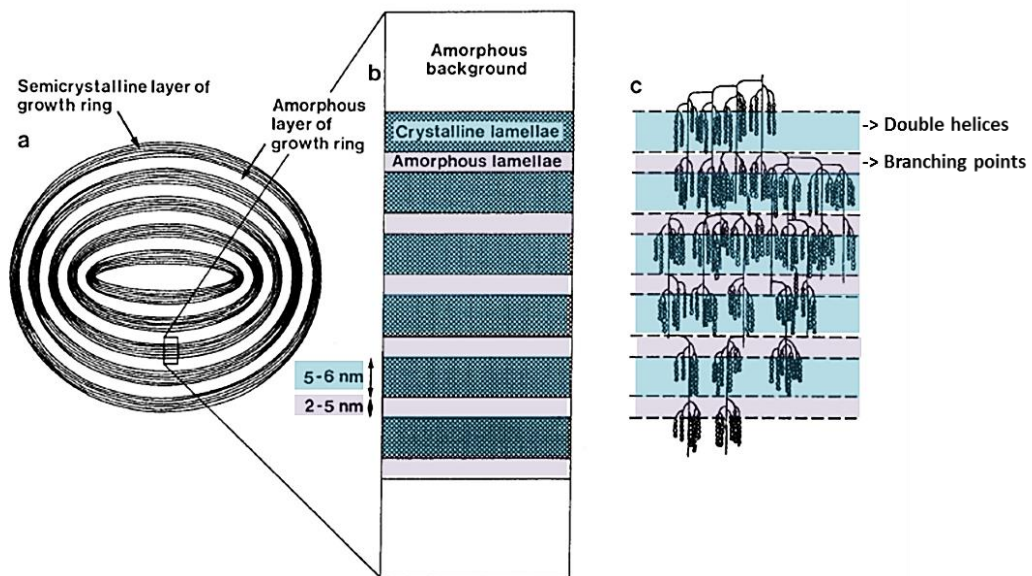 Semicrystalline layer of
growth ring
a
Amorphous
layer of
growth ring
b
Amorphous
background
Crystalline lamellae
Amorphous lamellae
5-6 nm
2-5 nm
c
-> Double helices
-> Branching points